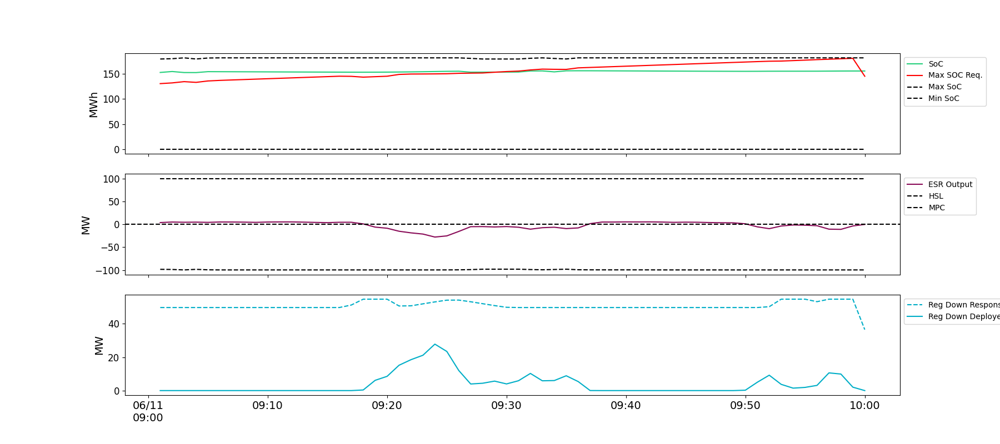 MWh
150
100
50
0
SoC
Max SOC Req.
Max SoC
Min SoC
MW
100
50
0
−50
−100
ESR Output
HSL
MPC
MW
40
20
0
Reg Down Respons
Reg Down Deploye
06/11
09:00
09:10
09:20
09:30
09:40
09:50
10:00